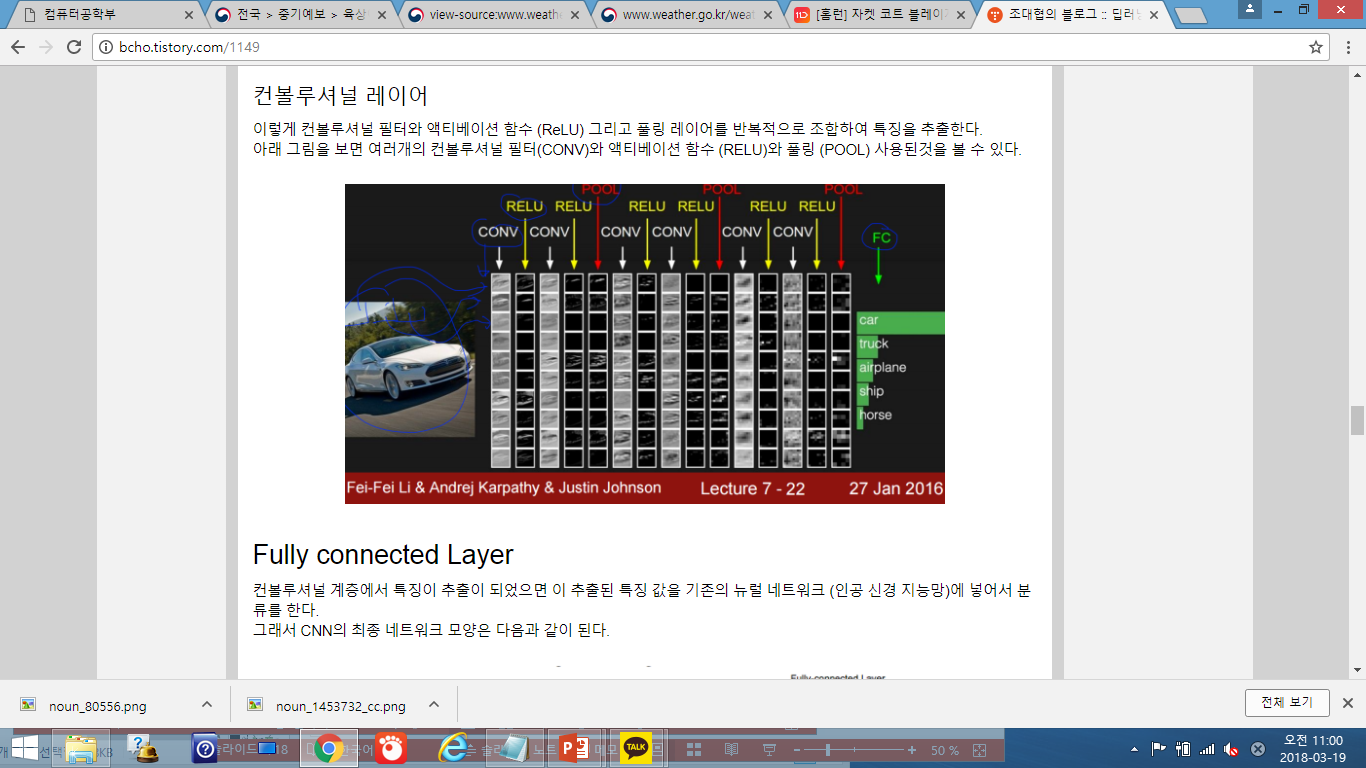 컴퓨터공학부
전국 > 중기예보 > 육상
view-source:www.weathe
www.weather.go.kr/weat
[훌턴] 자켓 코트 블레이
조대협의 블로그 :: 딥러닝
bcho.tistory.com/1149
컨볼루셔널 레이어
이렇게 컨볼루셔널 필터와 액티베이션 함수 (ReLU) 그리고 풀링 레이어를 반복적으로 조합하여 특징을 추출한다.
아래 그림을 보면 여러개의 컨볼루셔널 필터(CONV)와 액티베이션 함수 (RELU)와 풀링 (POOL) 사용된것을 볼 수 있다.
POOL POOL POOL
RELU RELU RELU RELU RELU RELU
CONV CONV CONV CONV CONV CONV FC
car
truck
airplane
ship
horse
Fei-Fei Li & Andrej Karpathy & Justin Johnson Lecture 7 - 22 27 Jan 2016
Fully connected Layer
컨볼루셔널 계층에서 특징이 추출이 되었으면 이 추출된 특징 값을 기존의 뉴럴 네트워크 (인공 신경 지능망)에 넣어서 분
류를 한다.
그래서 CNN의 최종 네트워크 모양은 다음과 같이 된다.
Fully-connected Layer
noun_80556.png
noun_1453732_cc.png
전체 보기
TALK
50 %
오전 11:00
2018-03-19